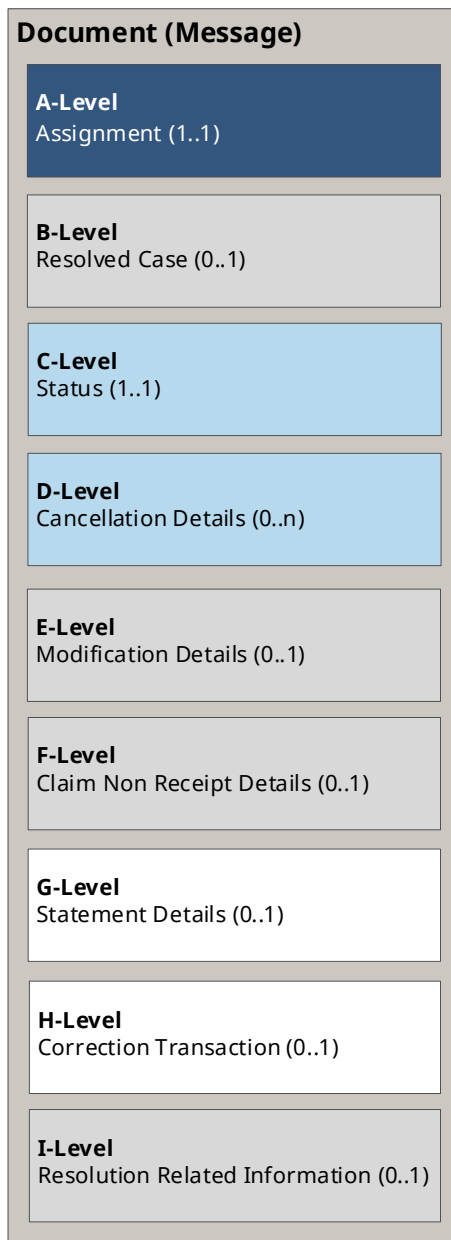 Document (Message)
A-Level
Assignment (1..1)
B-Level
Resolved Case (0..1)
C-Level
Status (1..1)
D-Level
Cancellation Details (0..n)
E-Level
Modification Details (0..1)
F-Level
Claim Non Receipt Details (0..1)
G-Level
Statement Details (0..1)
H-Level
Correction Transaction (0..1)
I-Level
Resolution Related Information (0..1)